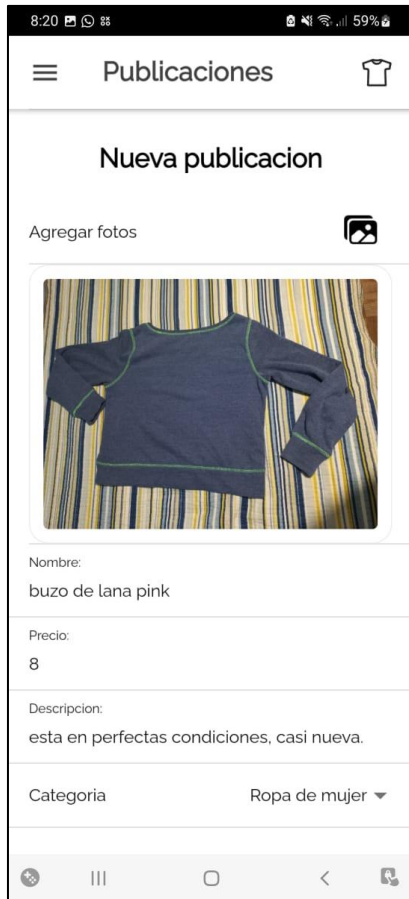 8:20
59%
Publicaciones
Nueva publicacion
Agregar fotos
Nombre:
buzo de lana pink
Precio:
8
Descripcion:
esta en perfectas condiciones, casi nueva.
Categoria
Ropa de mujer